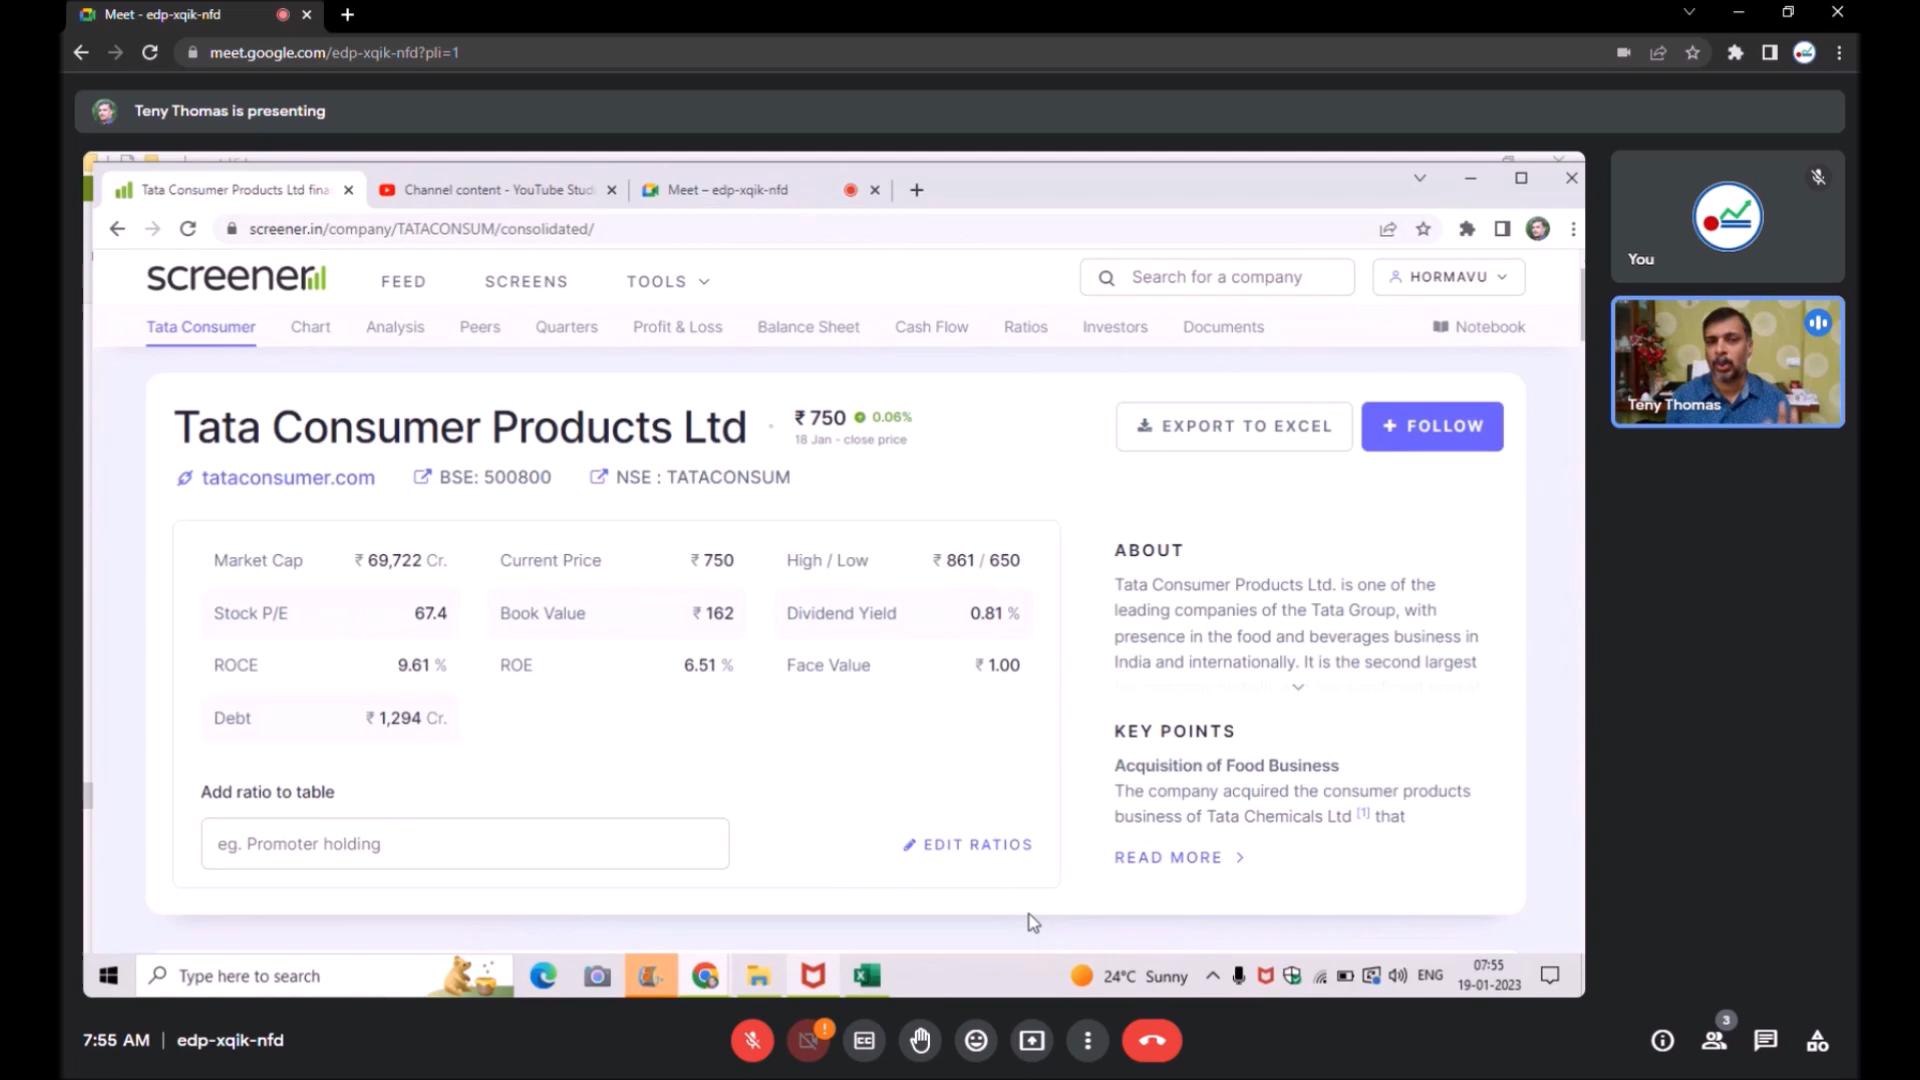 Meet - edp-xqik-nfd
meet.google.com/edp-xqik-nfd?pli=1
Teny Thomas is presenting
Tata Consumer Products Ltd fina
Channel content - YouTube Stud
Meet – edp-xqik-nfd
screener.in/company/TATACONSUM/consolidated/
screener
FEED
SCREENS
TOOLS
Search for a company
HORMAVU
Tata Consumer
Chart
Analysis
Peers
Quarters
Profit & Loss
Balance Sheet
Cash Flow
Ratios
Investors
Documents
Notebook
Tata Consumer Products Ltd
₹ 750 0.06%
18 Jan - close price
EXPORT TO EXCEL
+ FOLLOW
tataconsumer.com
BSE: 500800
NSE : TATACONSUM
Market Cap ₹ 69,722 Cr.
Current Price ₹ 750
High / Low ₹ 861 / 650
Stock P/E 67.4
Book Value ₹ 162
Dividend Yield 0.81 %
ROCE 9.61 %
ROE 6.51 %
Face Value ₹ 1.00
Debt ₹ 1,294 Cr.
Add ratio to table
eg. Promoter holding
EDIT RATIOS
ABOUT
Tata Consumer Products Ltd. is one of the
leading companies of the Tata Group, with
presence in the food and beverages business in
India and internationally. It is the second largest
KEY POINTS
Acquisition of Food Business
The company acquired the consumer products
business of Tata Chemicals Ltd [1] that
READ MORE
You
Teny Thomas
Type here to search
24°C Sunny
ENG
07:55
19-01-2023
7:55 AM | edp-xqik-nfd
3